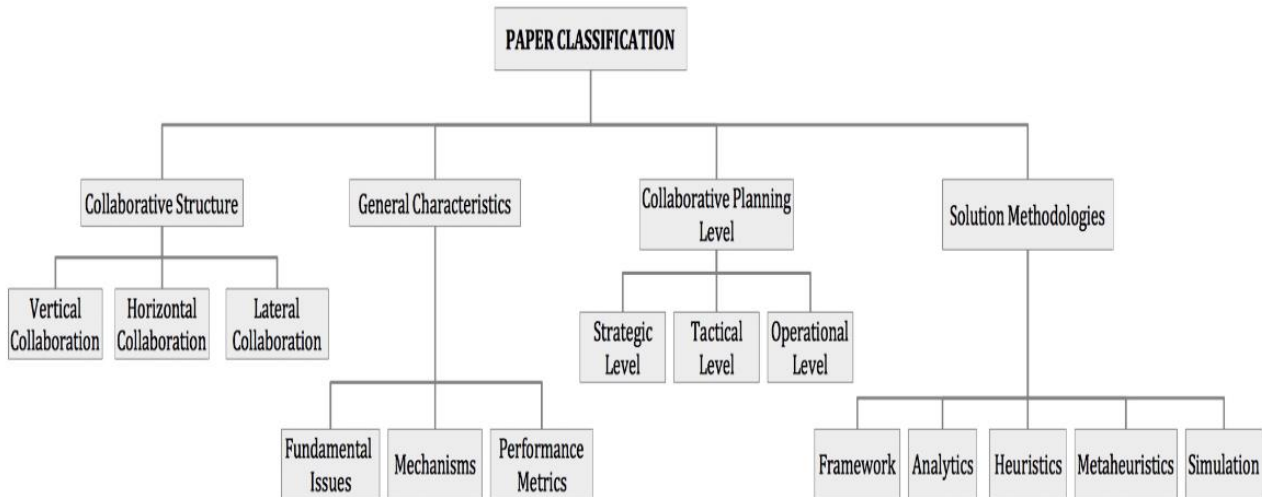 PAPER CLASSIFICATION
Collaborative Structure
General Characteristics
Collaborative Planning
Level
Solution Methodologies
Vertical
Collaboration
Horizontal
Collaboration
Lateral
Collaboration
Strategic
Level
Tactical
Level
Operational
Level
Fundamental
Issues
Mechanisms
Performance
Metrics
Framework
Analytics
Heuristics
Metaheuristics
Simulation